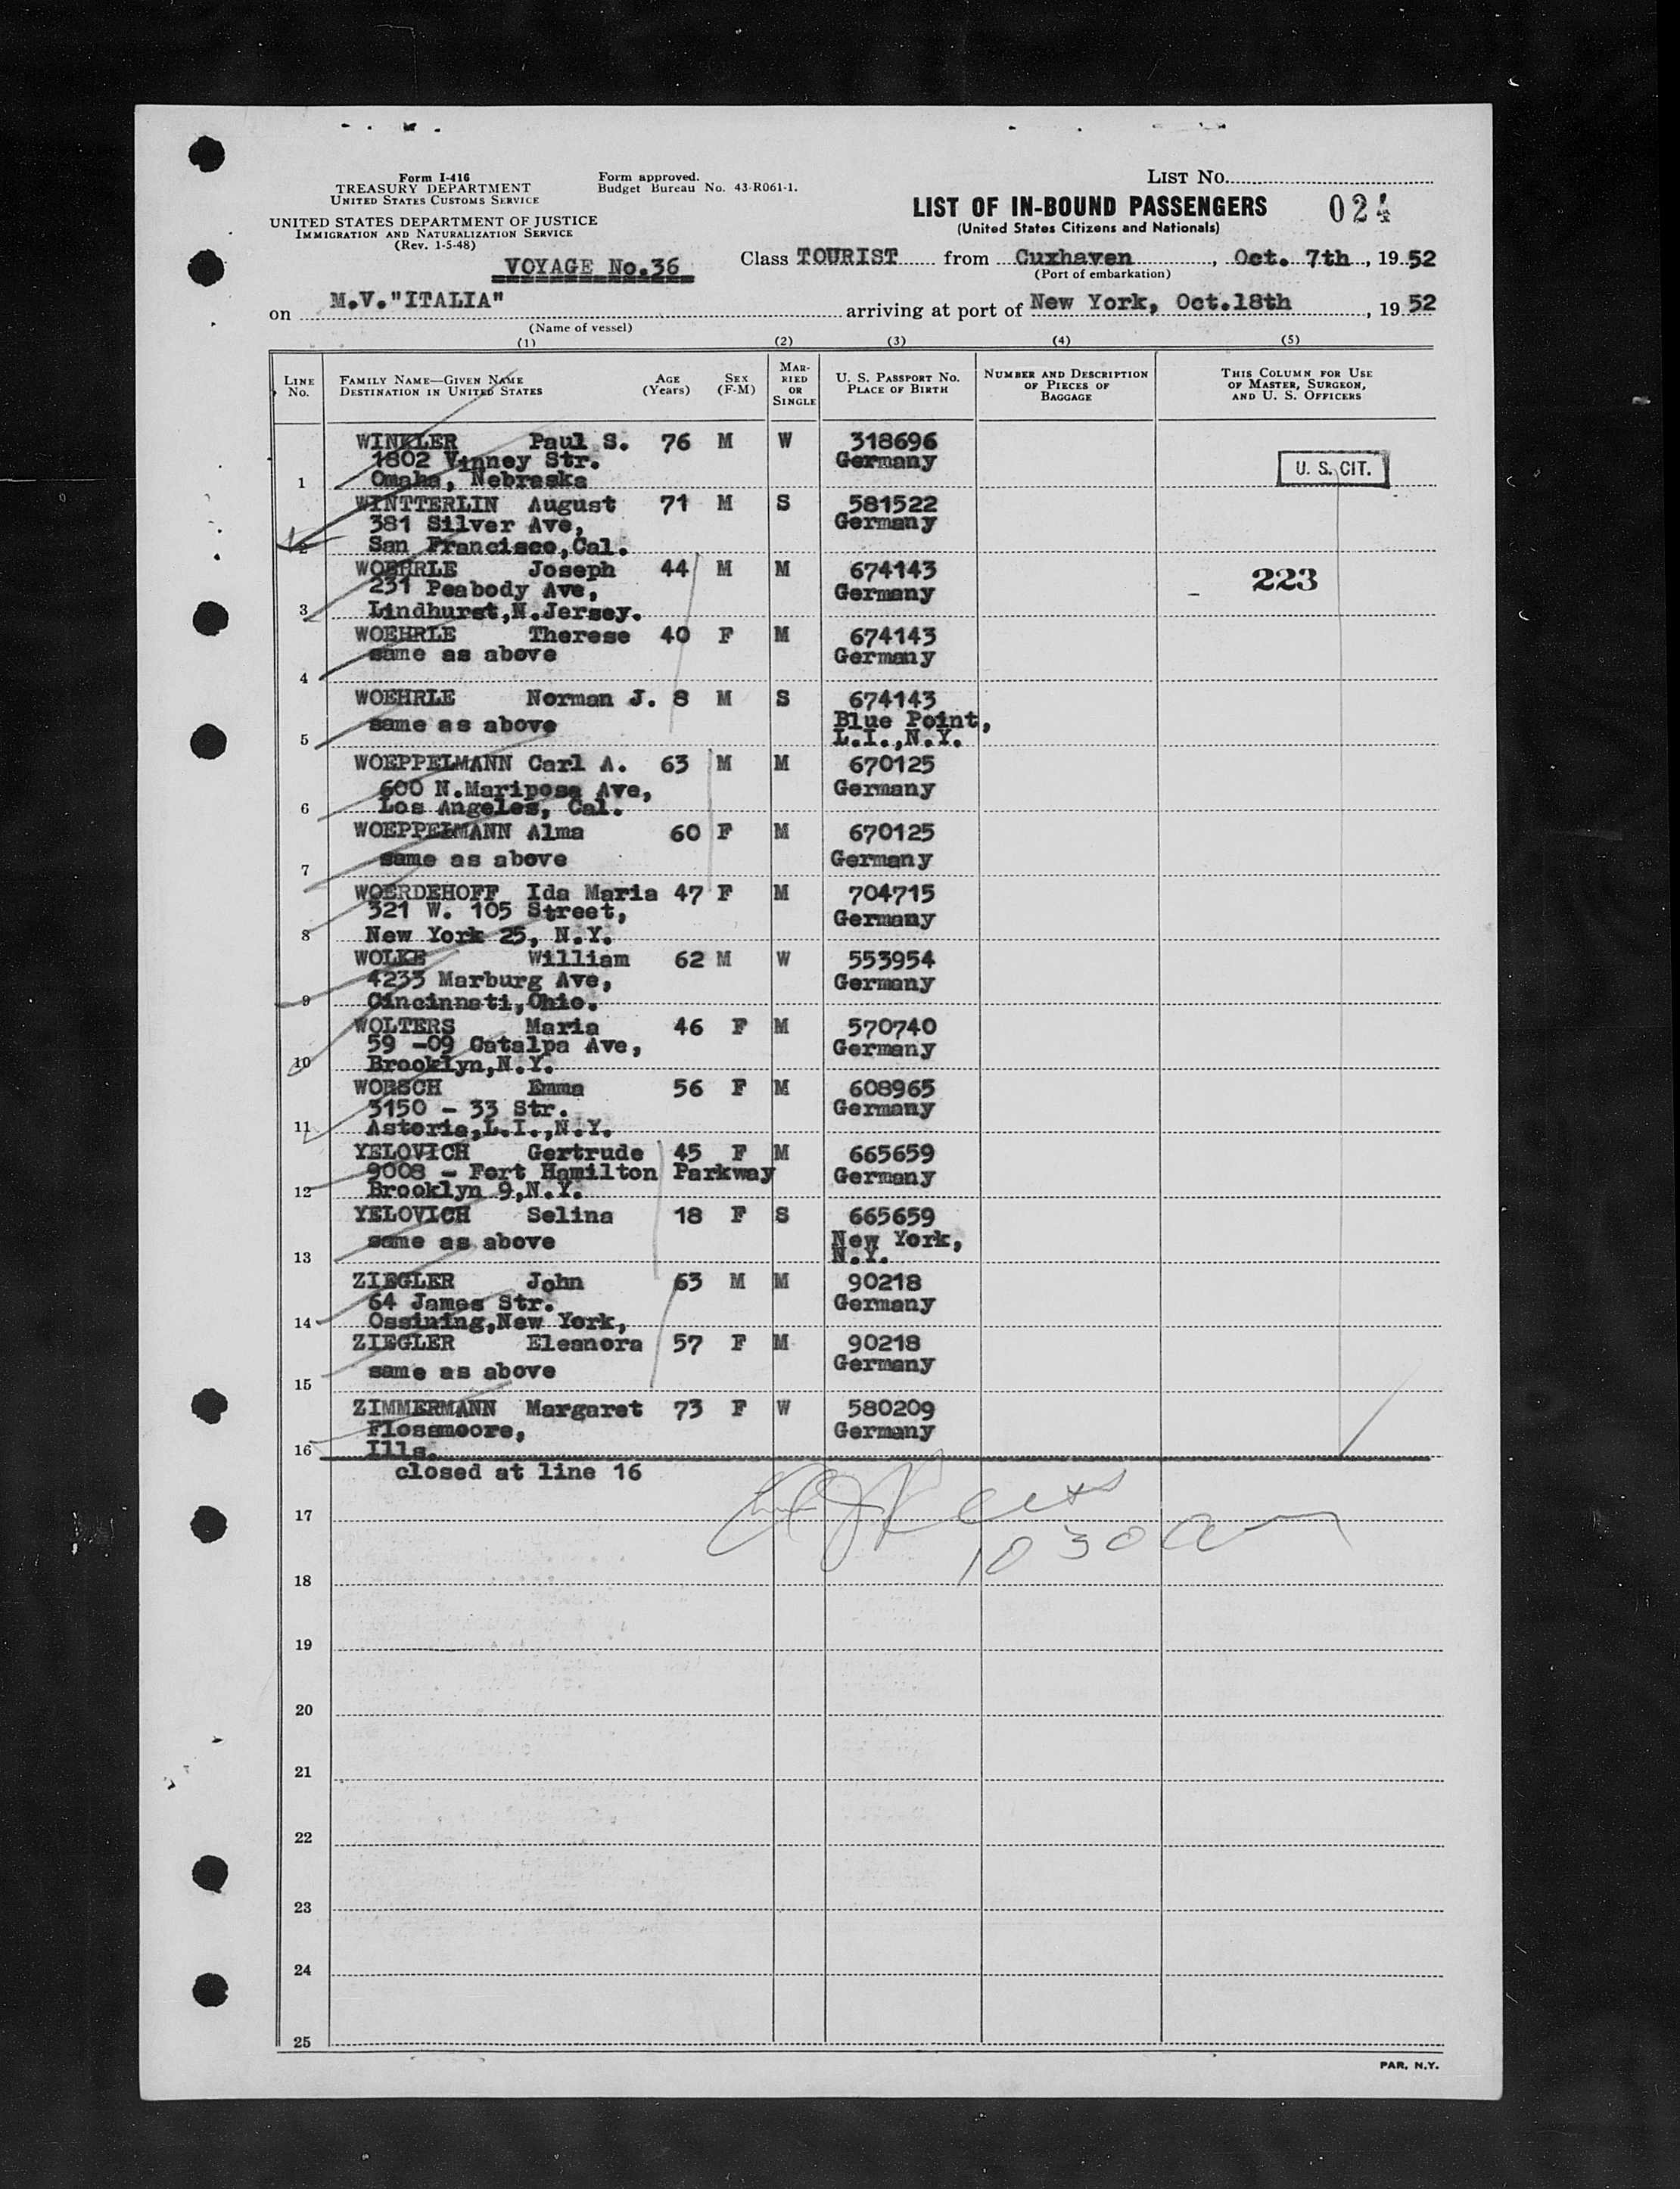 Form I-416
TREASURY DEPARTMENT
UNITED STATES CUSTOMS SERVICE
UNITED STATES DEPARTMENT OF JUSTICE
IMMIGRATION AND NATURALIZATION SERVICE
(Rev. 1-5-48)
Form approved.
Budget Bureau No. 43-R061-1.
LIST NO.
LIST OF IN-BOUND PASSENGERS 024
(United States Citizens and Nationals)
VOYAGE No.36
Class TOURIST from Cuxhaven, Oct. 7th, 1952
(Port of embarkation)
on M.V."ITALIA" arriving at port of New York, Oct.18th, 1952
(Name of vessel)
(1) (2) (3) (4) (5)
LINE NO.
FAMILY NAME—GIVEN NAME
DESTINATION IN UNITED STATES
AGE (Years)
SEX (F-M)
MARRIED OR SINGLE
U. S. PASSPORT NO.
PLACE OF BIRTH
NUMBER AND DESCRIPTION OF PIECES OF BAGGAGE
THIS COLUMN FOR USE OF MASTER, SURGEON, AND U. S. OFFICERS
WINKLER Paul S. 76 M W 318696
1802 Vinney Str. Germany
1 Omaha, Nebraska U. S. CIT.
WINTTERLIN August 71 M S 581522
381 Silver Ave, Germany
2 San Francisco,Cal.
WOEHRLE Joseph 44 M M 674143
231 Peabody Ave, Germany 223
3 Lindhurst,N.Jersey.
WOEHRLE Therese 40 F M 674143
same as above Germany
4
WOEHRLE Norman J. 8 M S 674143
same as above Blue Point,
5 L.I.,N.Y.
WOEPPELMANN Carl A. 63 M M 670125
600 N.Mariposa Ave, Germany
6 Los Angeles, Cal.
WOEPPELMANN Alma 60 F M 670125
same as above Germany
7
WOERDEHOFF Ida Maria 47 F M 704715
321 W. 105 Street, Germany
8 New York 25, N.Y.
WOLKE William 62 M W 553954
4233 Marburg Ave, Germany
9 Cincinnati,Ohio.
WOLTERS Maria 46 F M 570740
59 -09 Catalpa Ave, Germany
10 Brooklyn,N.Y.
WORSCH Emma 56 F M 608965
3150 - 33 Str. Germany
11 Astoria,L.I.,N.Y.
YELOVICH Gertrude 45 F M 665659
9008 - Fort Hamilton Parkway Germany
12 Brooklyn 9,N.Y.
YELOVICH Selina 18 F S 665659
same as above New York,
13 N.Y.
ZIEGLER John 63 M M 90218
64 James Str. Germany
14 Ossining,New York,
ZIEGLER Eleanora 57 F M 90218
same as above Germany
15
ZIMMERMANN Margaret 73 F W 580209
Flossmoore, Germany
16 Ills.
closed at line 16
17
1030 am
18
19
20
21
22
23
24
25
PAR. N.Y.